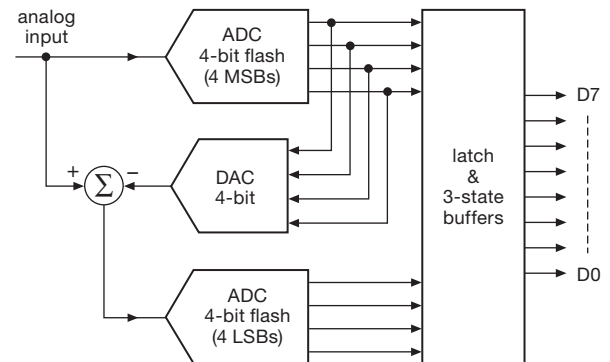 analog
input
ADC
4-bit flash
(4 MSBs)
D7
+
−
Σ
DAC
4-bit
latch
&
3-state
buffers
D0
ADC
4-bit flash
(4 LSBs)